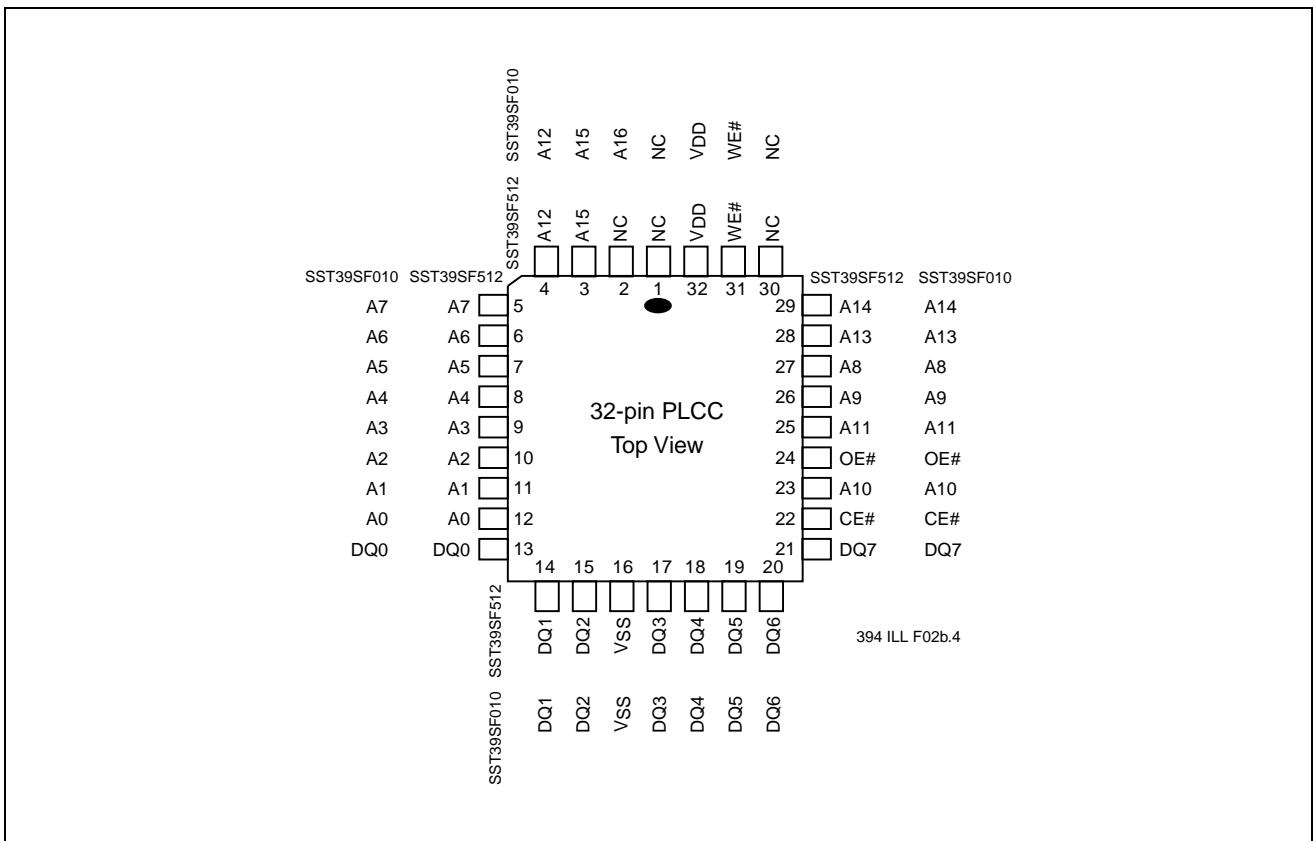 SST39SF010 A12 A15 A16 NC VDD WE# NC
SST39SF512 A12 A15 NC NC VDD WE# NC
4 3 2 1 32 31 30
SST39SF010 SST39SF512 SST39SF512 SST39SF010
A7 A7 5 29 A14 A14
A6 A6 6 28 A13 A13
A5 A5 7 27 A8 A8
A4 A4 8 26 A9 A9
A3 A3 9 25 A11 A11
A2 A2 10 24 OE# OE#
A1 A1 11 23 A10 A10
A0 A0 12 22 CE# CE#
DQ0 DQ0 13 21 DQ7 DQ7
32-pin PLCC
Top View
14 15 16 17 18 19 20
SST39SF512 DQ1 DQ2 VSS DQ3 DQ4 DQ5 DQ6
SST39SF010 DQ1 DQ2 VSS DQ3 DQ4 DQ5 DQ6
394 ILL F02b.4